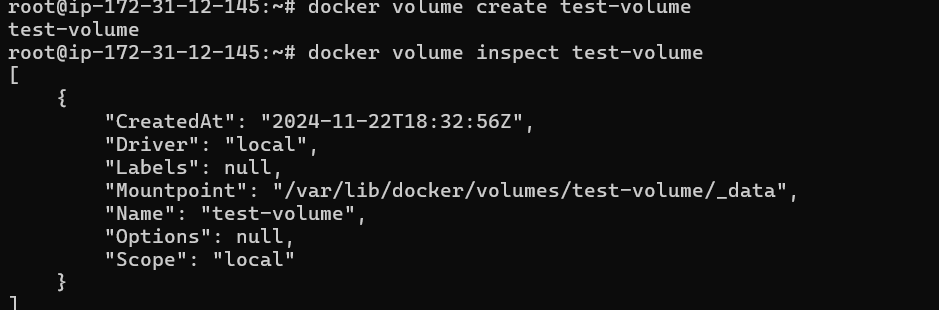 root@ip-172-31-12-145:~# docker volume create test-volume
test-volume
root@ip-172-31-12-145:~# docker volume inspect test-volume
[
    {
        "CreatedAt": "2024-11-22T18:32:56Z",
        "Driver": "local",
        "Labels": null,
        "Mountpoint": "/var/lib/docker/volumes/test-volume/_data",
        "Name": "test-volume",
        "Options": null,
        "Scope": "local"
    }
]